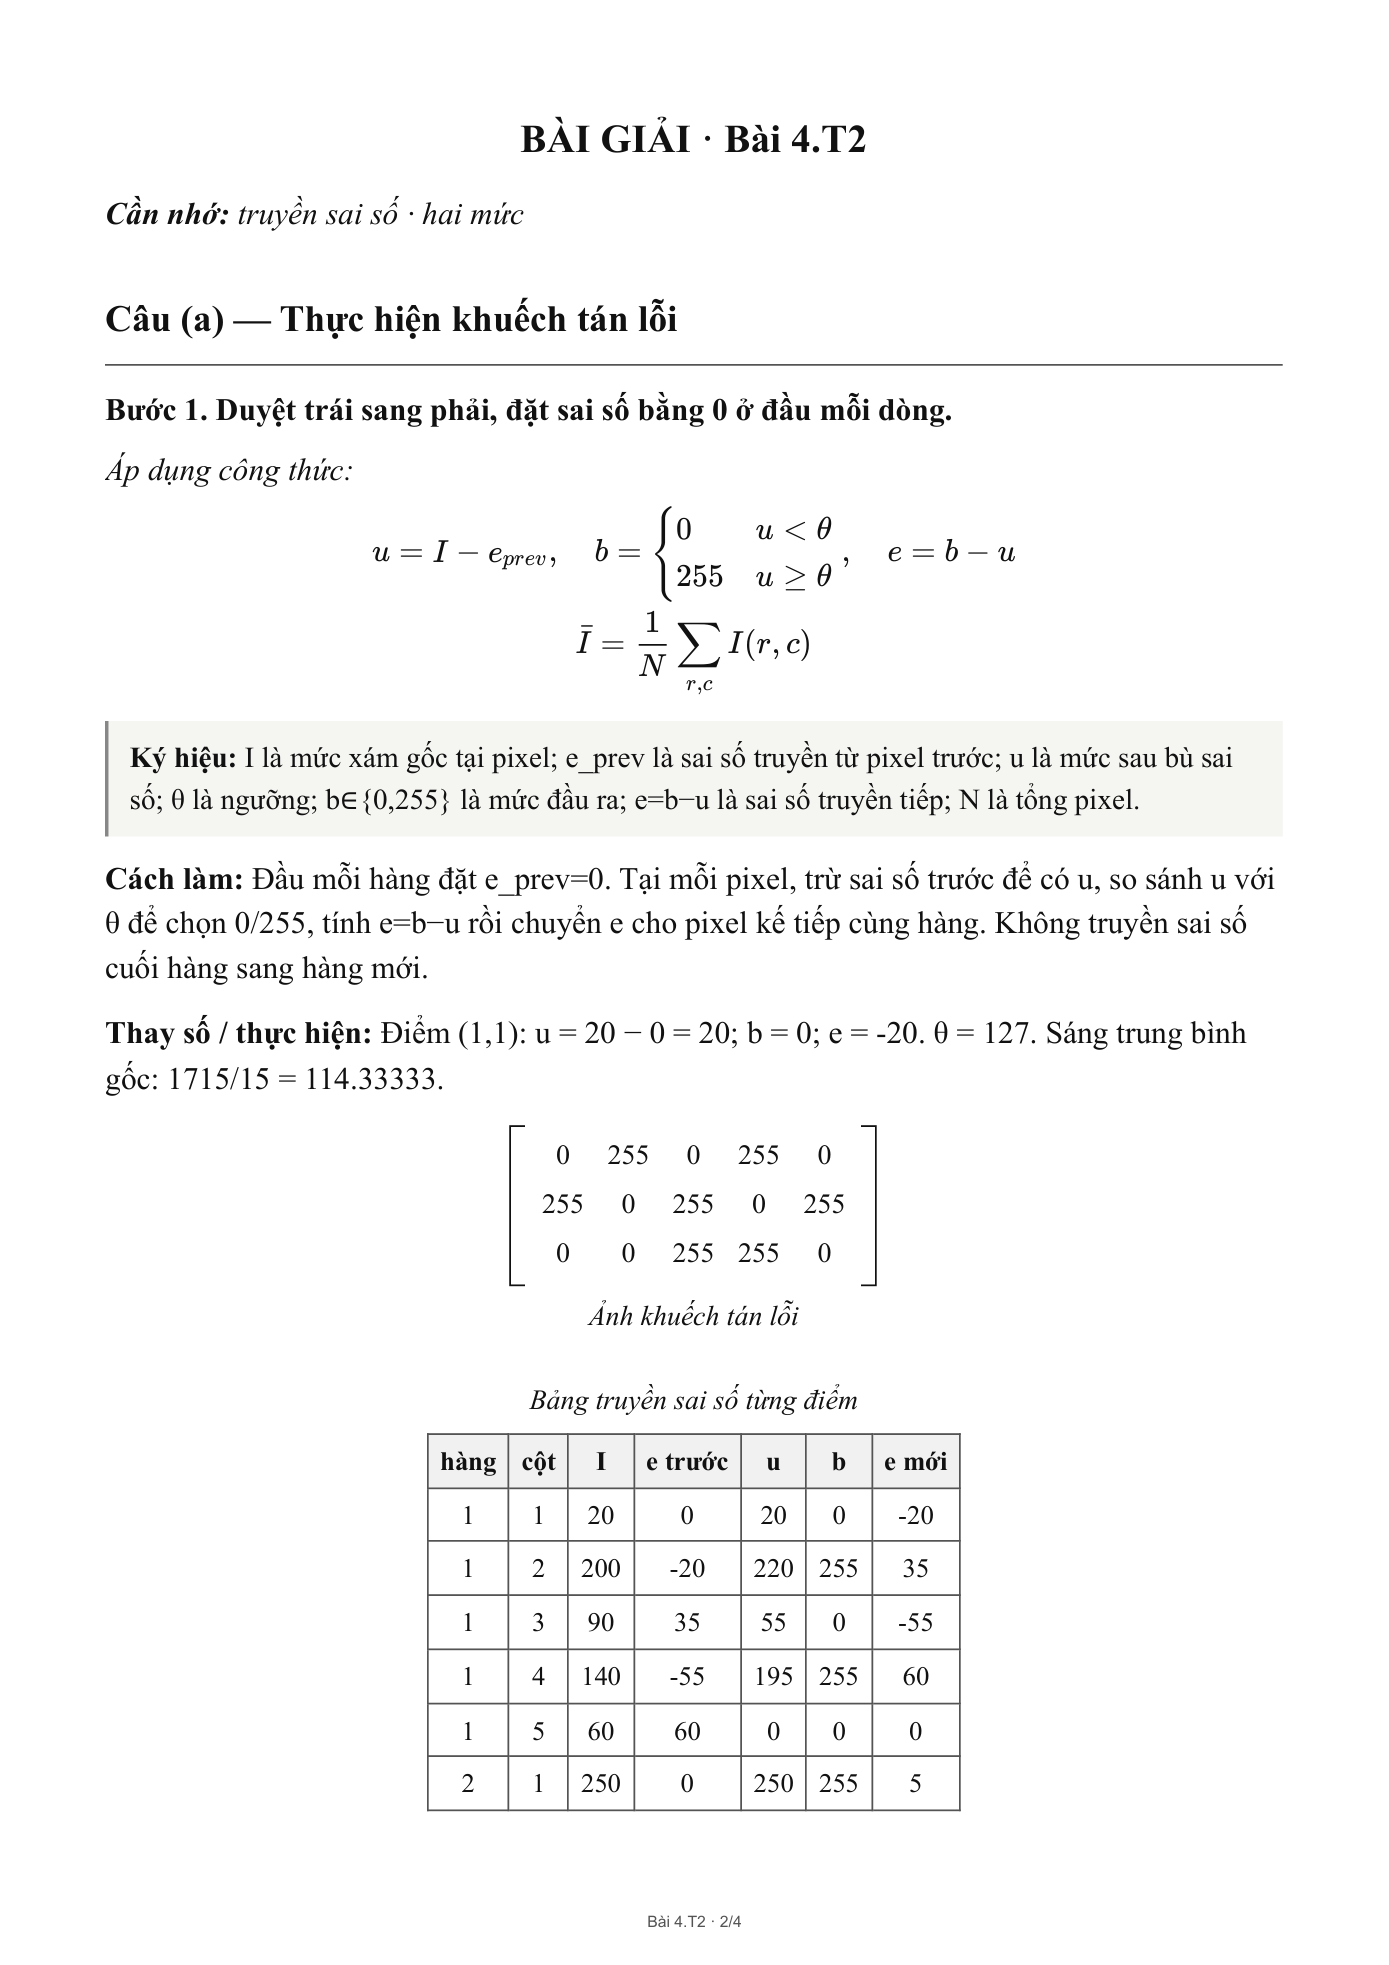 BÀI GIẢI · Bài 4.T2
Cần nhớ: truyền sai số · hai mức
Câu (a) — Thực hiện khuếch tán lỗi
Bước 1. Duyệt trái sang phải, đặt sai số bằng 0 ở đầu mỗi dòng.
Áp dụng công thức:
u = I − e_{prev}, b = { 0 u < θ ; 255 u ≥ θ , e = b − u
Ī = 1/N ∑_{r,c} I(r, c)
Ký hiệu: I là mức xám gốc tại pixel; e_prev là sai số truyền từ pixel trước; u là mức sau bù sai
số; θ là ngưỡng; b∈{0,255} là mức đầu ra; e=b−u là sai số truyền tiếp; N là tổng pixel.
Cách làm: Đầu mỗi hàng đặt e_prev=0. Tại mỗi pixel, trừ sai số trước để có u, so sánh u với
θ để chọn 0/255, tính e=b−u rồi chuyển e cho pixel kế tiếp cùng hàng. Không truyền sai số
cuối hàng sang hàng mới.
Thay số / thực hiện: Điểm (1,1): u = 20 − 0 = 20; b = 0; e = -20. θ = 127. Sáng trung bình
gốc: 1715/15 = 114.33333.
0 255 0 255 0
255 0 255 0 255
0 0 255 255 0
Ảnh khuếch tán lỗi
Bảng truyền sai số từng điểm
hàng cột I e trước u b e mới
1 1 20 0 20 0 -20
1 2 200 -20 220 255 35
1 3 90 35 55 0 -55
1 4 140 -55 195 255 60
1 5 60 60 0 0 0
2 1 250 0 250 255 5
Bài 4.T2 · 2/4